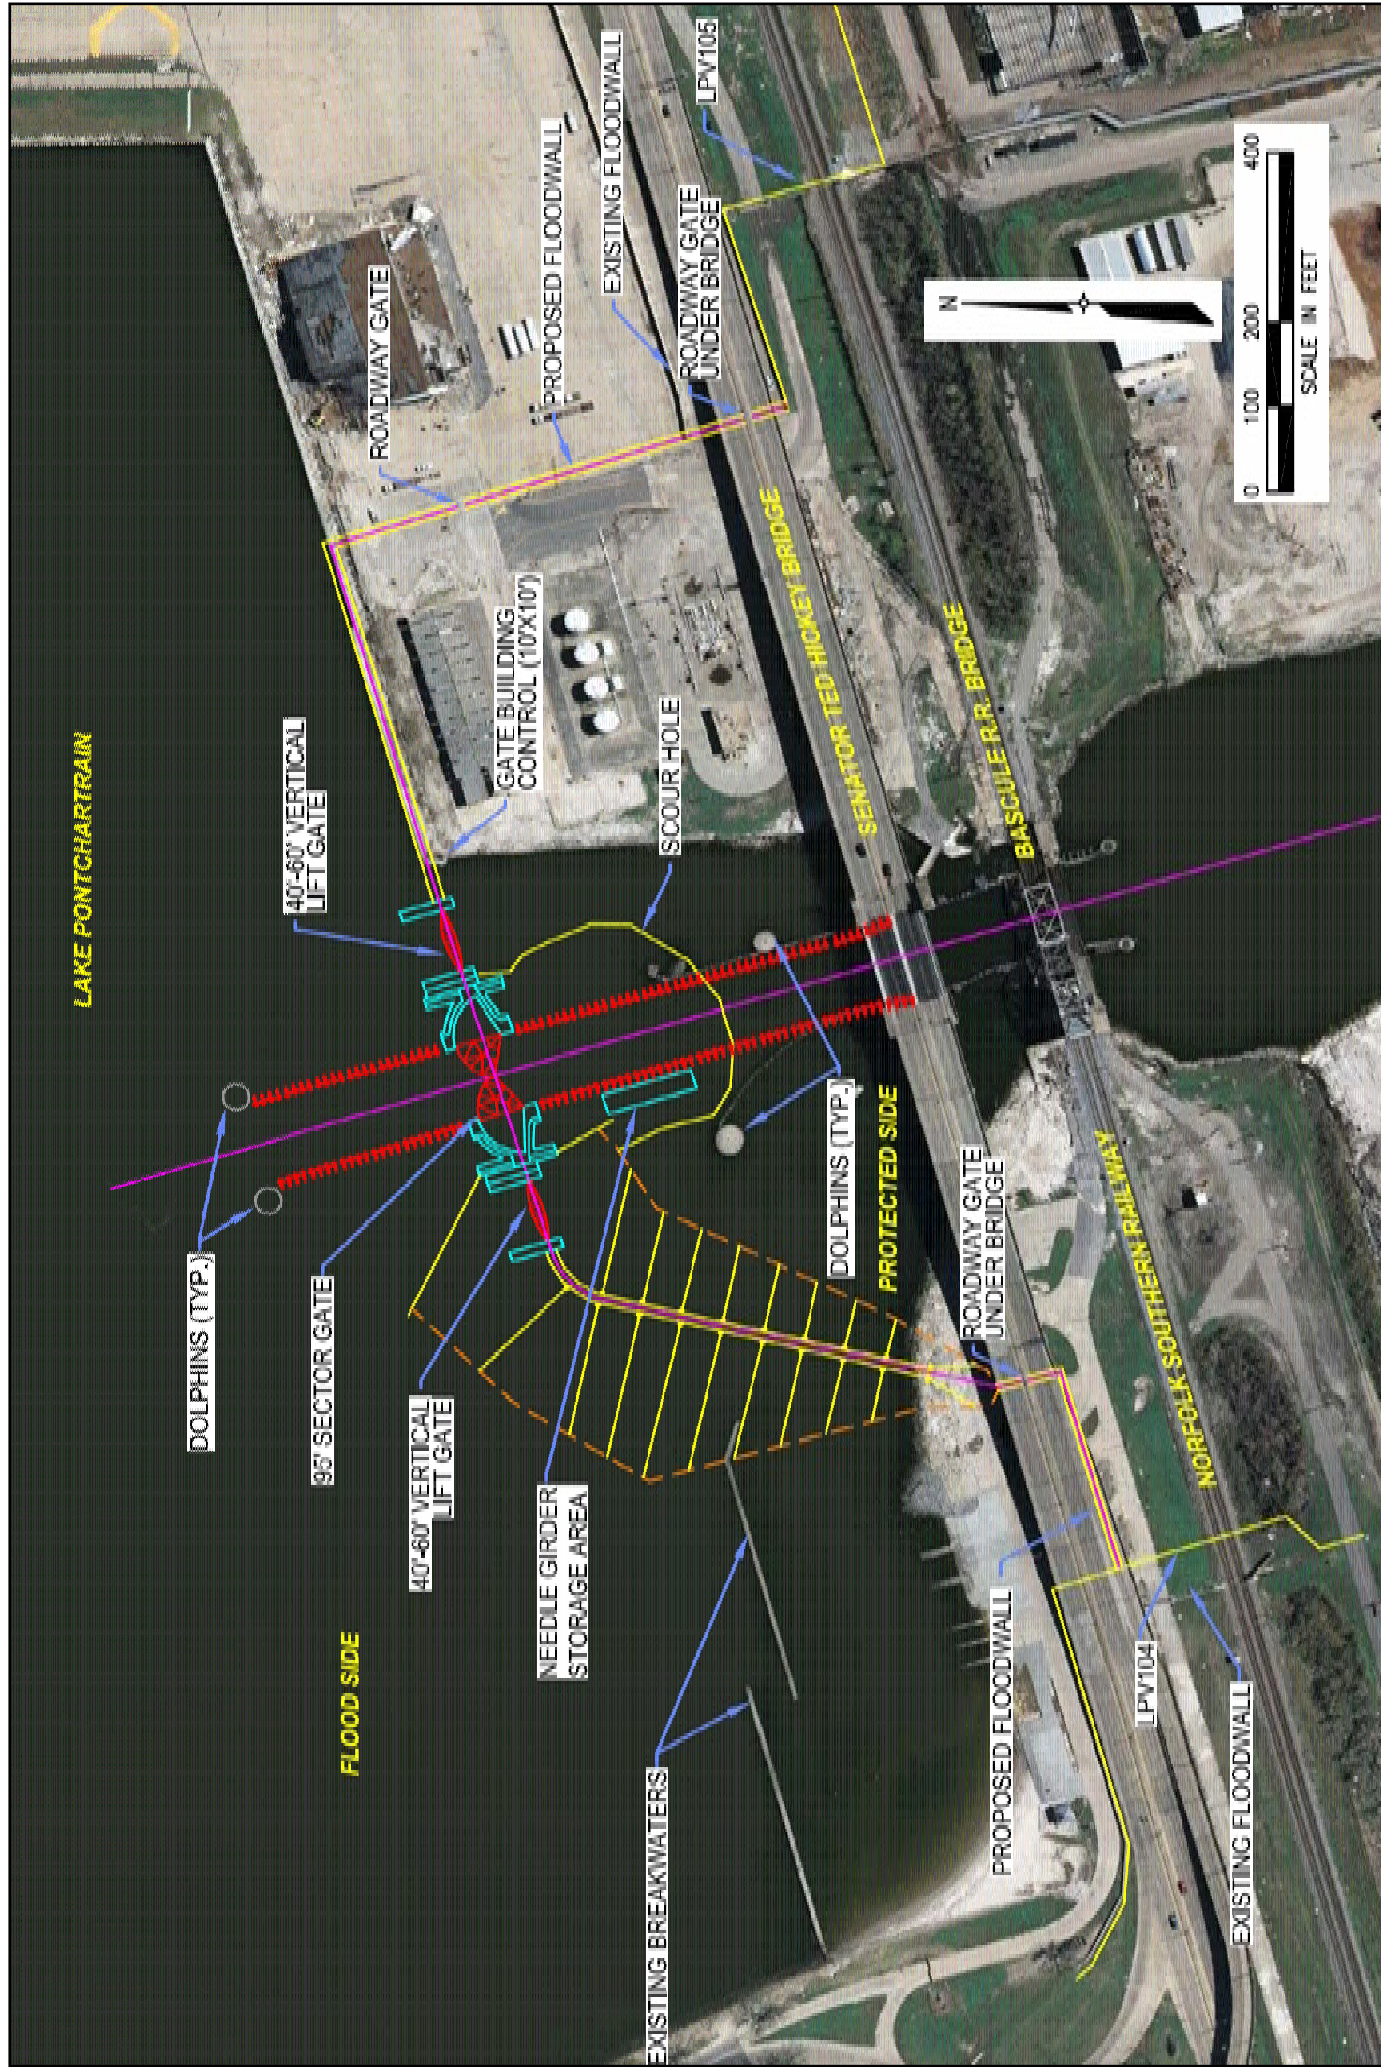 LAKE PONTCHARTRAIN
FLOOD SIDE
DOLPHINS (TYP.)
95' SECTOR GATE
40'-60' VERTICAL
LIFT GATE
NEEDLE GIRDER
STORAGE AREA
EXISTING BREAKWATERS
40'-60' VERTICAL
LIFT GATE
ROADWAY GATE
GATE BUILDING
CONTROL (10'X10')
PROPOSED FLOODWALL
EXISTING FLOODWALL
SCOUR HOLE
ROADWAY GATE
UNDER BRIDGE
LPV105
SENATOR TED HICKEY BRIDGE
DOLPHINS (TYP.)
PROTECTED SIDE
BASCULE R.R. BRIDGE
ROADWAY GATE
UNDER BRIDGE
PROPOSED FLOODWALL
NORFOLK SOUTHERN RAILWAY
LPV104
EXISTING FLOODWALL
N
0 100 200 400
SCALE IN FEET